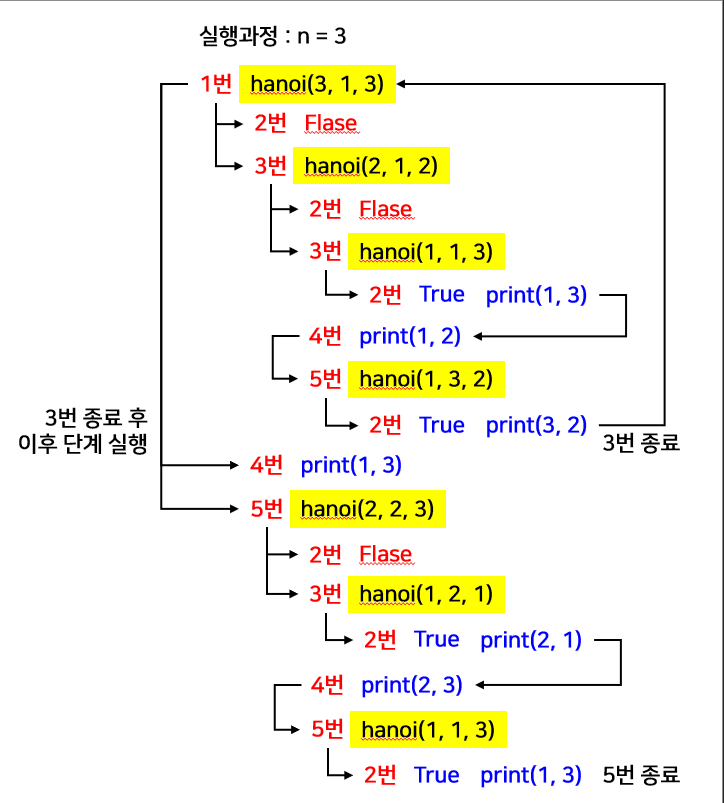 실행과정 : n = 3
1번 hanoi(3, 1, 3)
2번 Flase
3번 hanoi(2, 1, 2)
2번 Flase
3번 hanoi(1, 1, 3)
2번 True print(1, 3)
4번 print(1, 2)
5번 hanoi(1, 3, 2)
2번 True print(3, 2)
3번 종료
3번 종료 후
이후 단계 실행
4번 print(1, 3)
5번 hanoi(2, 2, 3)
2번 Flase
3번 hanoi(1, 2, 1)
2번 True print(2, 1)
4번 print(2, 3)
5번 hanoi(1, 1, 3)
2번 True print(1, 3) 5번 종료